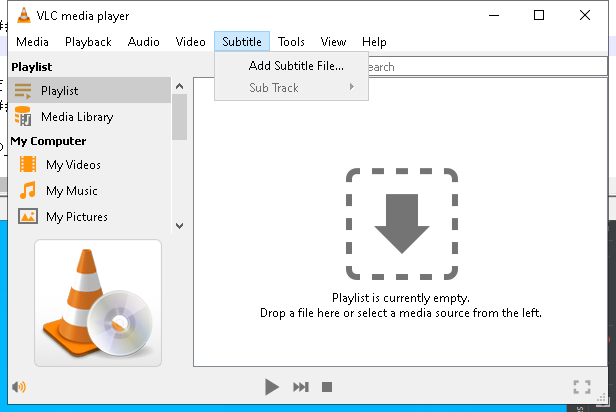 VLC media player
Media Playback Audio Video Subtitle Tools View Help
Playlist
Add Subtitle File...
Sub Track
Playlist
Media Library
My Computer
My Videos
My Music
My Pictures
Playlist is currently empty.
Drop a file here or select a media source from the left.